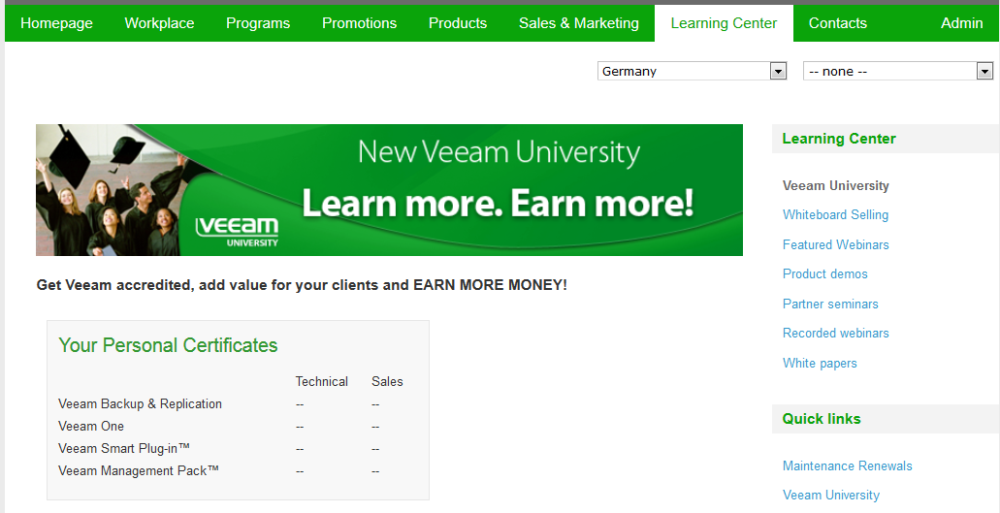 Homepage Workplace Programs Promotions Products Sales & Marketing Learning Center Contacts Admin
Germany -- none --
New Veeam University
Learn more. Earn more!
veeam
UNIVERSITY
Get Veeam accredited, add value for your clients and EARN MORE MONEY!
Your Personal Certificates
Technical Sales
Veeam Backup & Replication -- --
Veeam One -- --
Veeam Smart Plug-in™ -- --
Veeam Management Pack™ -- --
Learning Center
Veeam University
Whiteboard Selling
Featured Webinars
Product demos
Partner seminars
Recorded webinars
White papers
Quick links
Maintenance Renewals
Veeam University